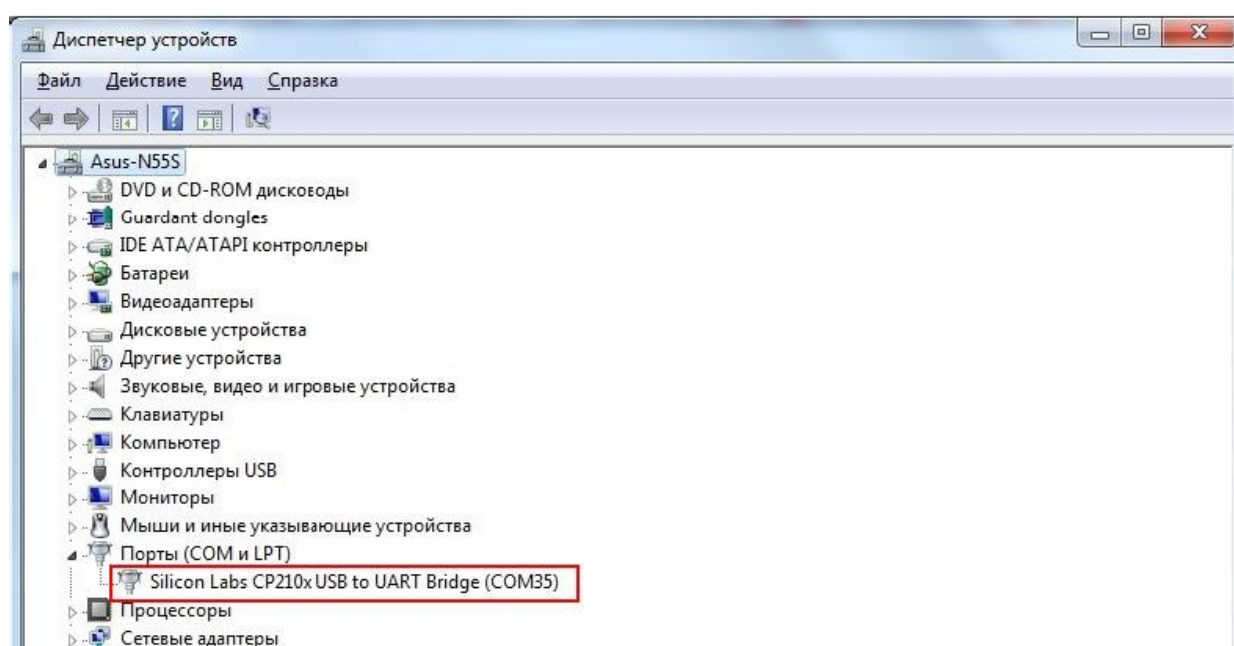 Диспетчер устройств
Файл Действие Вид Справка
Asus-N55S
DVD и CD-ROM дисководы
Guardant dongles
IDE ATA/ATAPI контроллеры
Батареи
Видеоадаптеры
Дисковые устройства
Другие устройства
Звуковые, видео и игровые устройства
Клавиатуры
Компьютер
Контроллеры USB
Мониторы
Мыши и иные указывающие устройства
Порты (COM и LPT)
Silicon Labs CP210x USB to UART Bridge (COM35)
Процессоры
Сетевые адаптеры